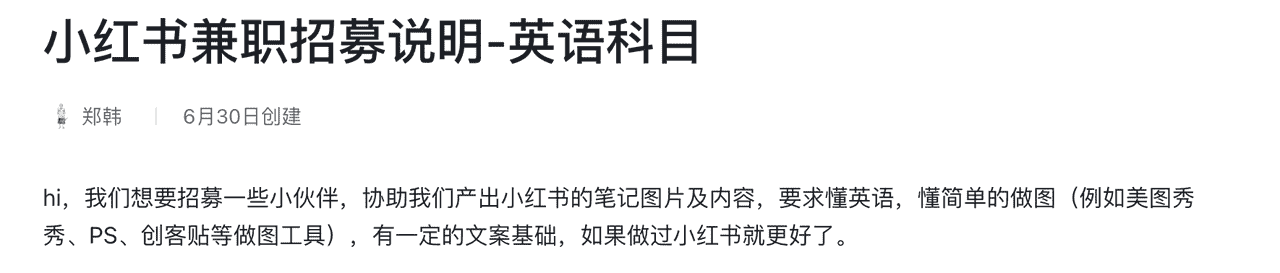 小红书兼职招募说明-英语科目
郑韩 | 6月30日创建
hi，我们想要招募一些小伙伴，协助我们产出小红书的笔记图片及内容，要求懂英语，懂简单的做图（例如美图秀
秀、PS、创客贴等做图工具），有一定的文案基础，如果做过小红书就更好了。